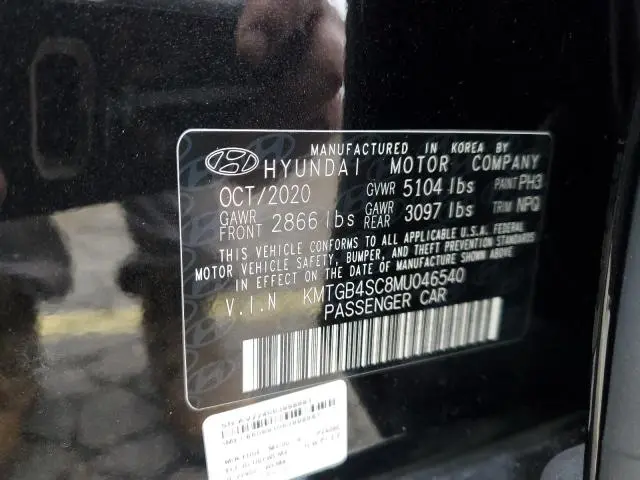 MANUFACTURED IN KOREA BY
HYUNDAI MOTOR COMPANY
OCT/2020 GVWR 5104 lbs PAINT PH3
GAWR FRONT 2866 lbs GAWR REAR 3097 lbs TRIM NPQ
THIS VEHICLE CONFORMS TO ALL APPLICABLE U.S.A. FEDERAL
MOTOR VEHICLE SAFETY, BUMPER, AND THEFT PREVENTION STANDARDS
IN EFFECT ON THE DATE OF MANUFACTURE SHOWN ABOVE
V.I.N KMTGB4SC8MU046540
PASSENGER CAR